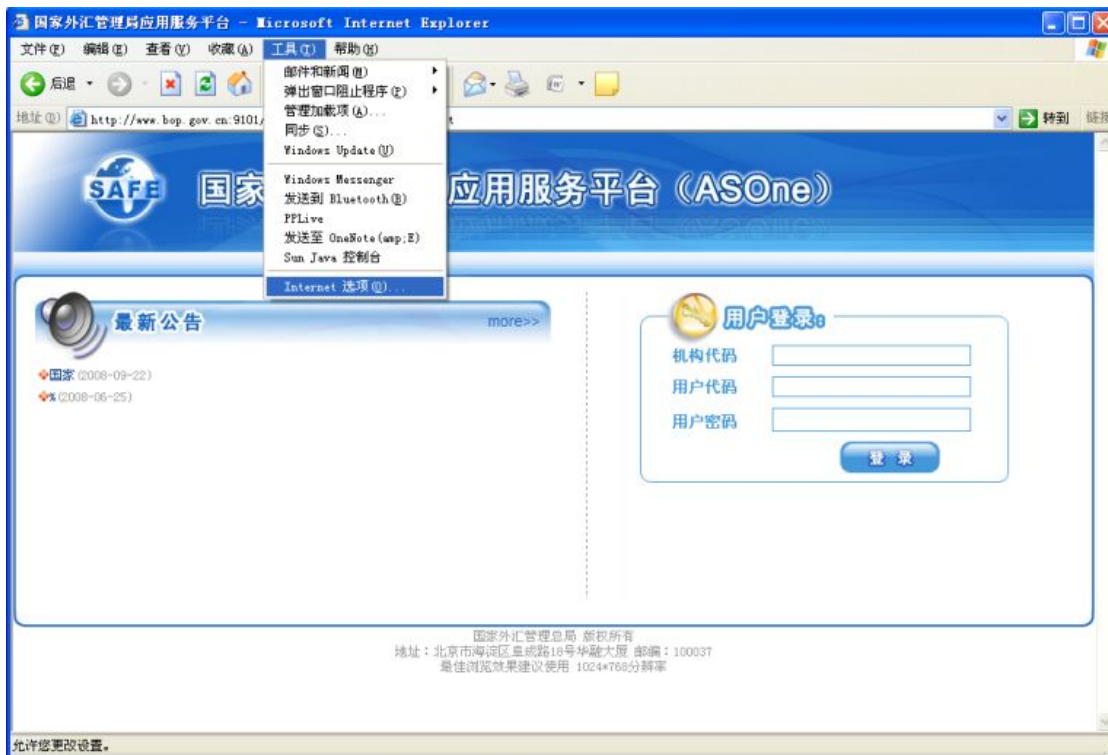 国家外汇管理局应用服务平台 - Microsoft Internet Explorer
文件(F) 编辑(E) 查看(V) 收藏(A) 工具(T) 帮助(H)
后退
地址(D) http://www.bop.gov.cn:9101/ 转到 链接
邮件和新闻(M)
弹出窗口阻止程序(P)
管理加载项(A)...
同步(S)...
Windows Update(U)
Windows Messenger
发送到 Bluetooth(B)
PPLive
发送至 OneNote(amp;E)
Sun Java 控制台
Internet 选项(O)...
SAFE 国家 应用服务平台（ASOne）
最新公告 more>>
国家 (2008-09-22)
% (2008-06-25)
用户登录
机构代码
用户代码
用户密码
登 录
国家外汇管理总局 版权所有
地址：北京市海淀区阜成路18号华融大厦 邮编：100037
最佳浏览效果建议使用 1024*768分辨率
允许您更改设置。